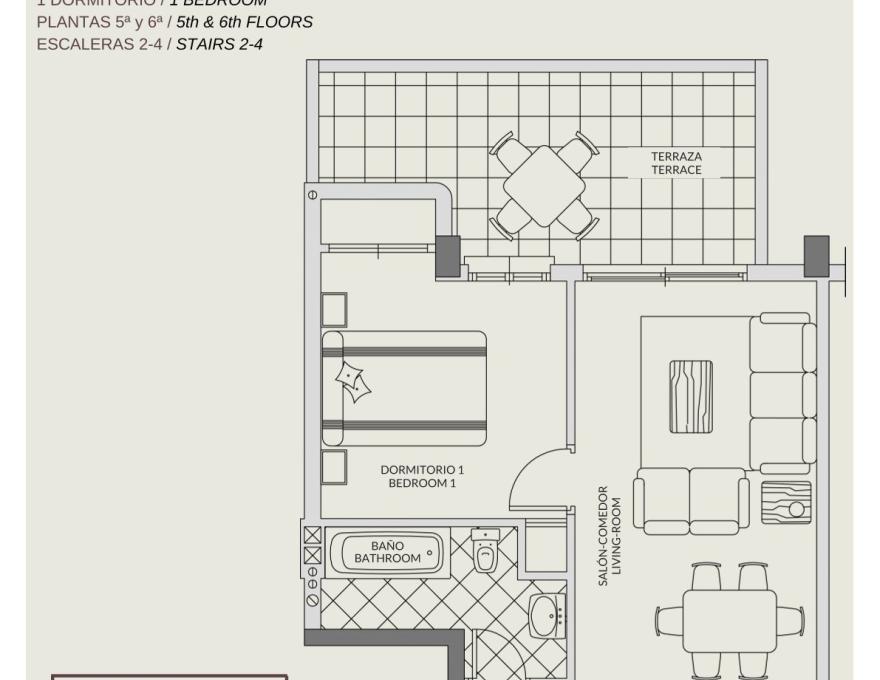 1 DORMITORIO / 1 BEDROOM
PLANTAS 5ª y 6ª / 5th & 6th FLOORS
ESCALERAS 2-4 / STAIRS 2-4
TERRAZA
TERRACE
DORMITORIO 1
BEDROOM 1
SALÓN-COMEDOR
LIVING-ROOM
BAÑO
BATHROOM